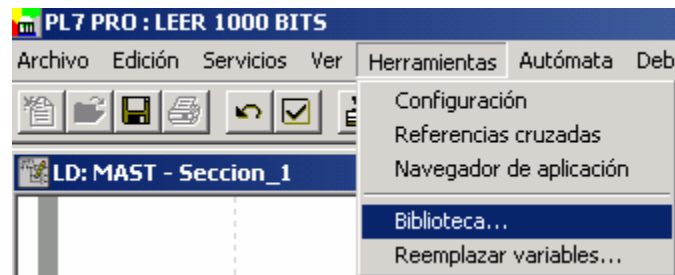 PL7 PRO : LEER 1000 BITS
Archivo Edición Servicios Ver Herramientas Autómata Deb
Configuración
Referencias cruzadas
Navegador de aplicación
LD: MAST - Seccion_1
Biblioteca...
Reemplazar variables...